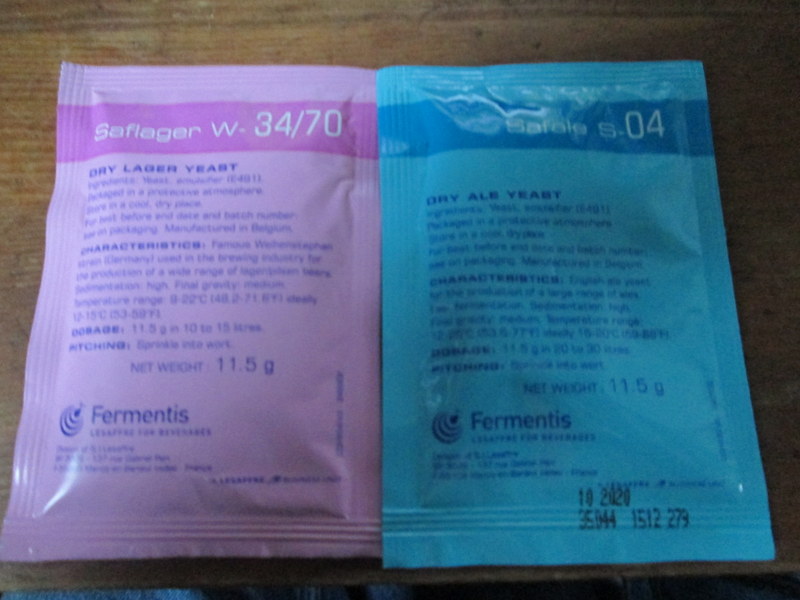 Saflager W- 34/70
DRY LAGER YEAST
Ingredients: Yeast, emulsifier (E491).
Packaged in a protective atmosphere.
Store in a cool, dry place.
For best before end date and batch number:
see on packaging. Manufactured in Belgium.
CHARACTERISTICS: Famous Weihenstephan
strain (Germany) used in the brewing industry for
the production of a wide range of lager/pilsen beers.
Sedimentation: high. Final gravity: medium.
Temperature range: 9-22°C (48.2-71.6°F) ideally
12-15°C (53-59°F).
DOSAGE: 11.5 g in 10 to 15 litres.
PITCHING: Sprinkle into wort.
NET WEIGHT: 11.5 g
Fermentis
LESAFFRE FOR BEVERAGES
Safale S-04
DRY ALE YEAST
Ingredients: Yeast, emulsifier (E491).
Packaged in a protective atmosphere.
Store in a cool, dry place.
For best before end date and batch number:
see on packaging. Manufactured in Belgium.
CHARACTERISTICS: English ale yeast
for the production of a large range of ales.
fermentation. Sedimentation: high.
Final gravity: medium. Temperature range:
12-25°C (53.6-77°F) ideally 15-20°C (59-68°F).
DOSAGE: 11.5 g in 20 to 30 litres.
PITCHING: Sprinkle into wort.
NET WEIGHT: 11.5 g
Fermentis
LESAFFRE FOR BEVERAGES
10 2020
35044 1512 279